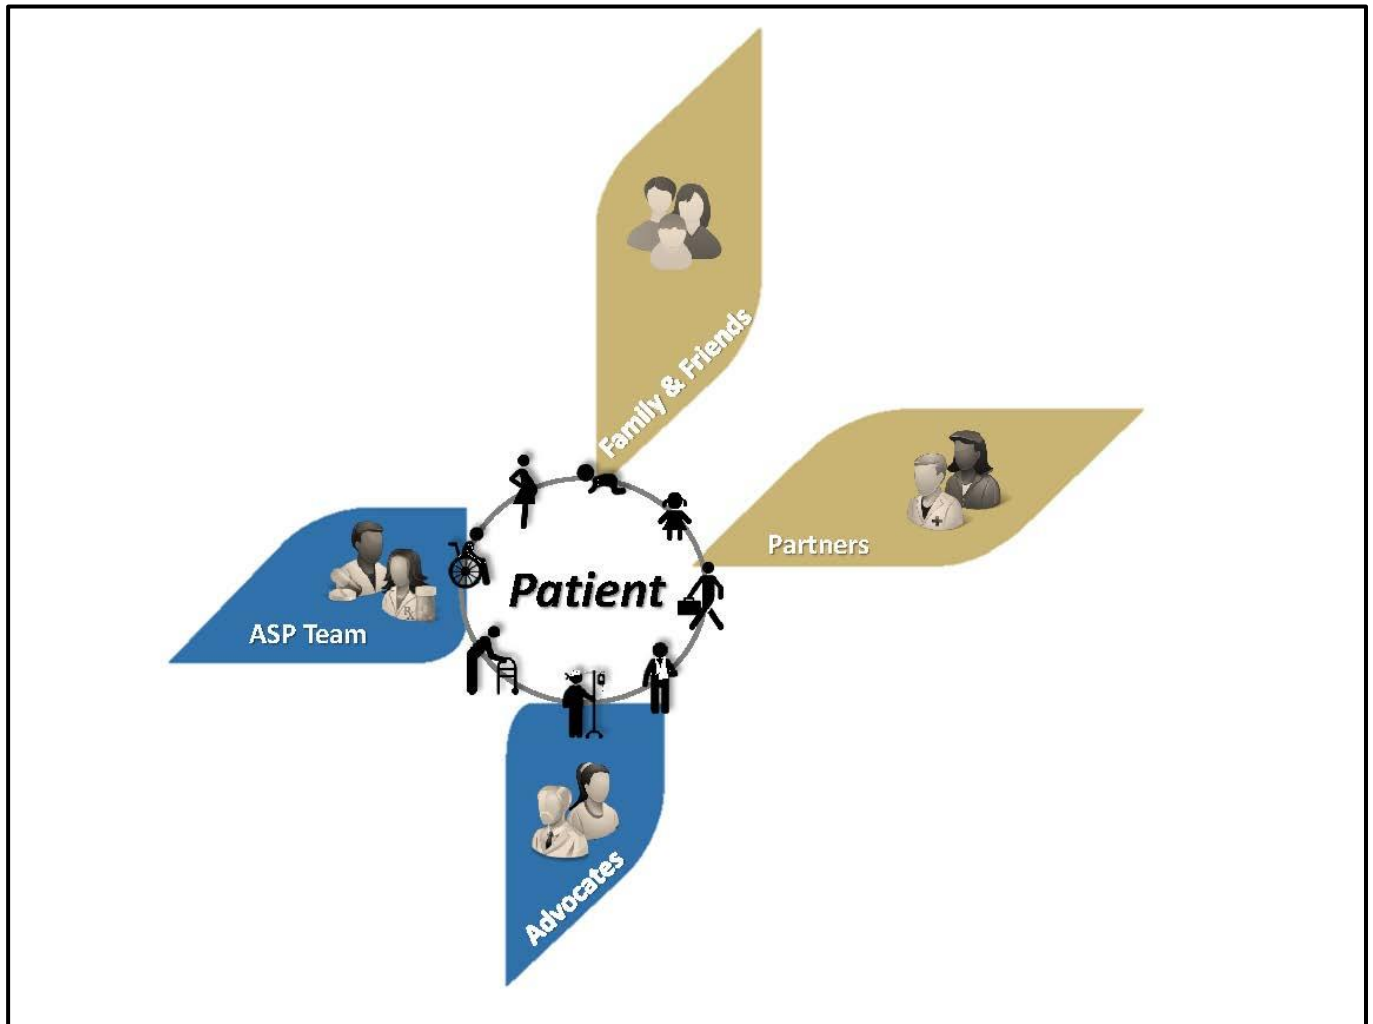 Family & Friends
Partners
Patient
ASP Team
Advocates